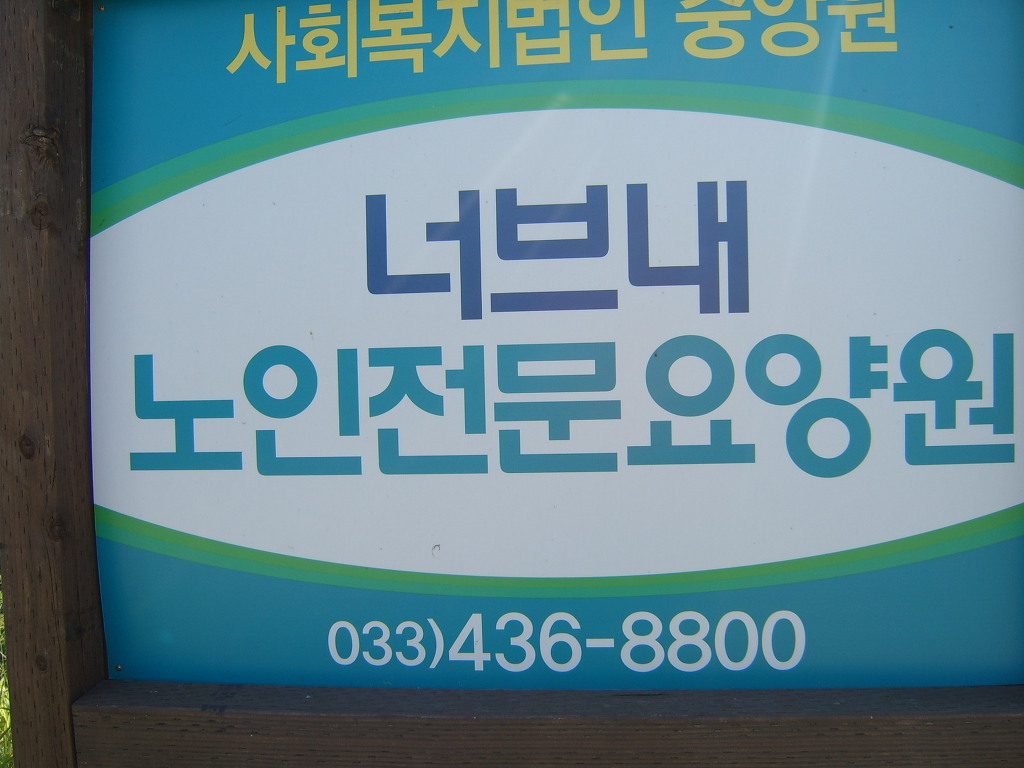 사회복지법인 중앙원
너브내
노인전문요양원
033)436-8800